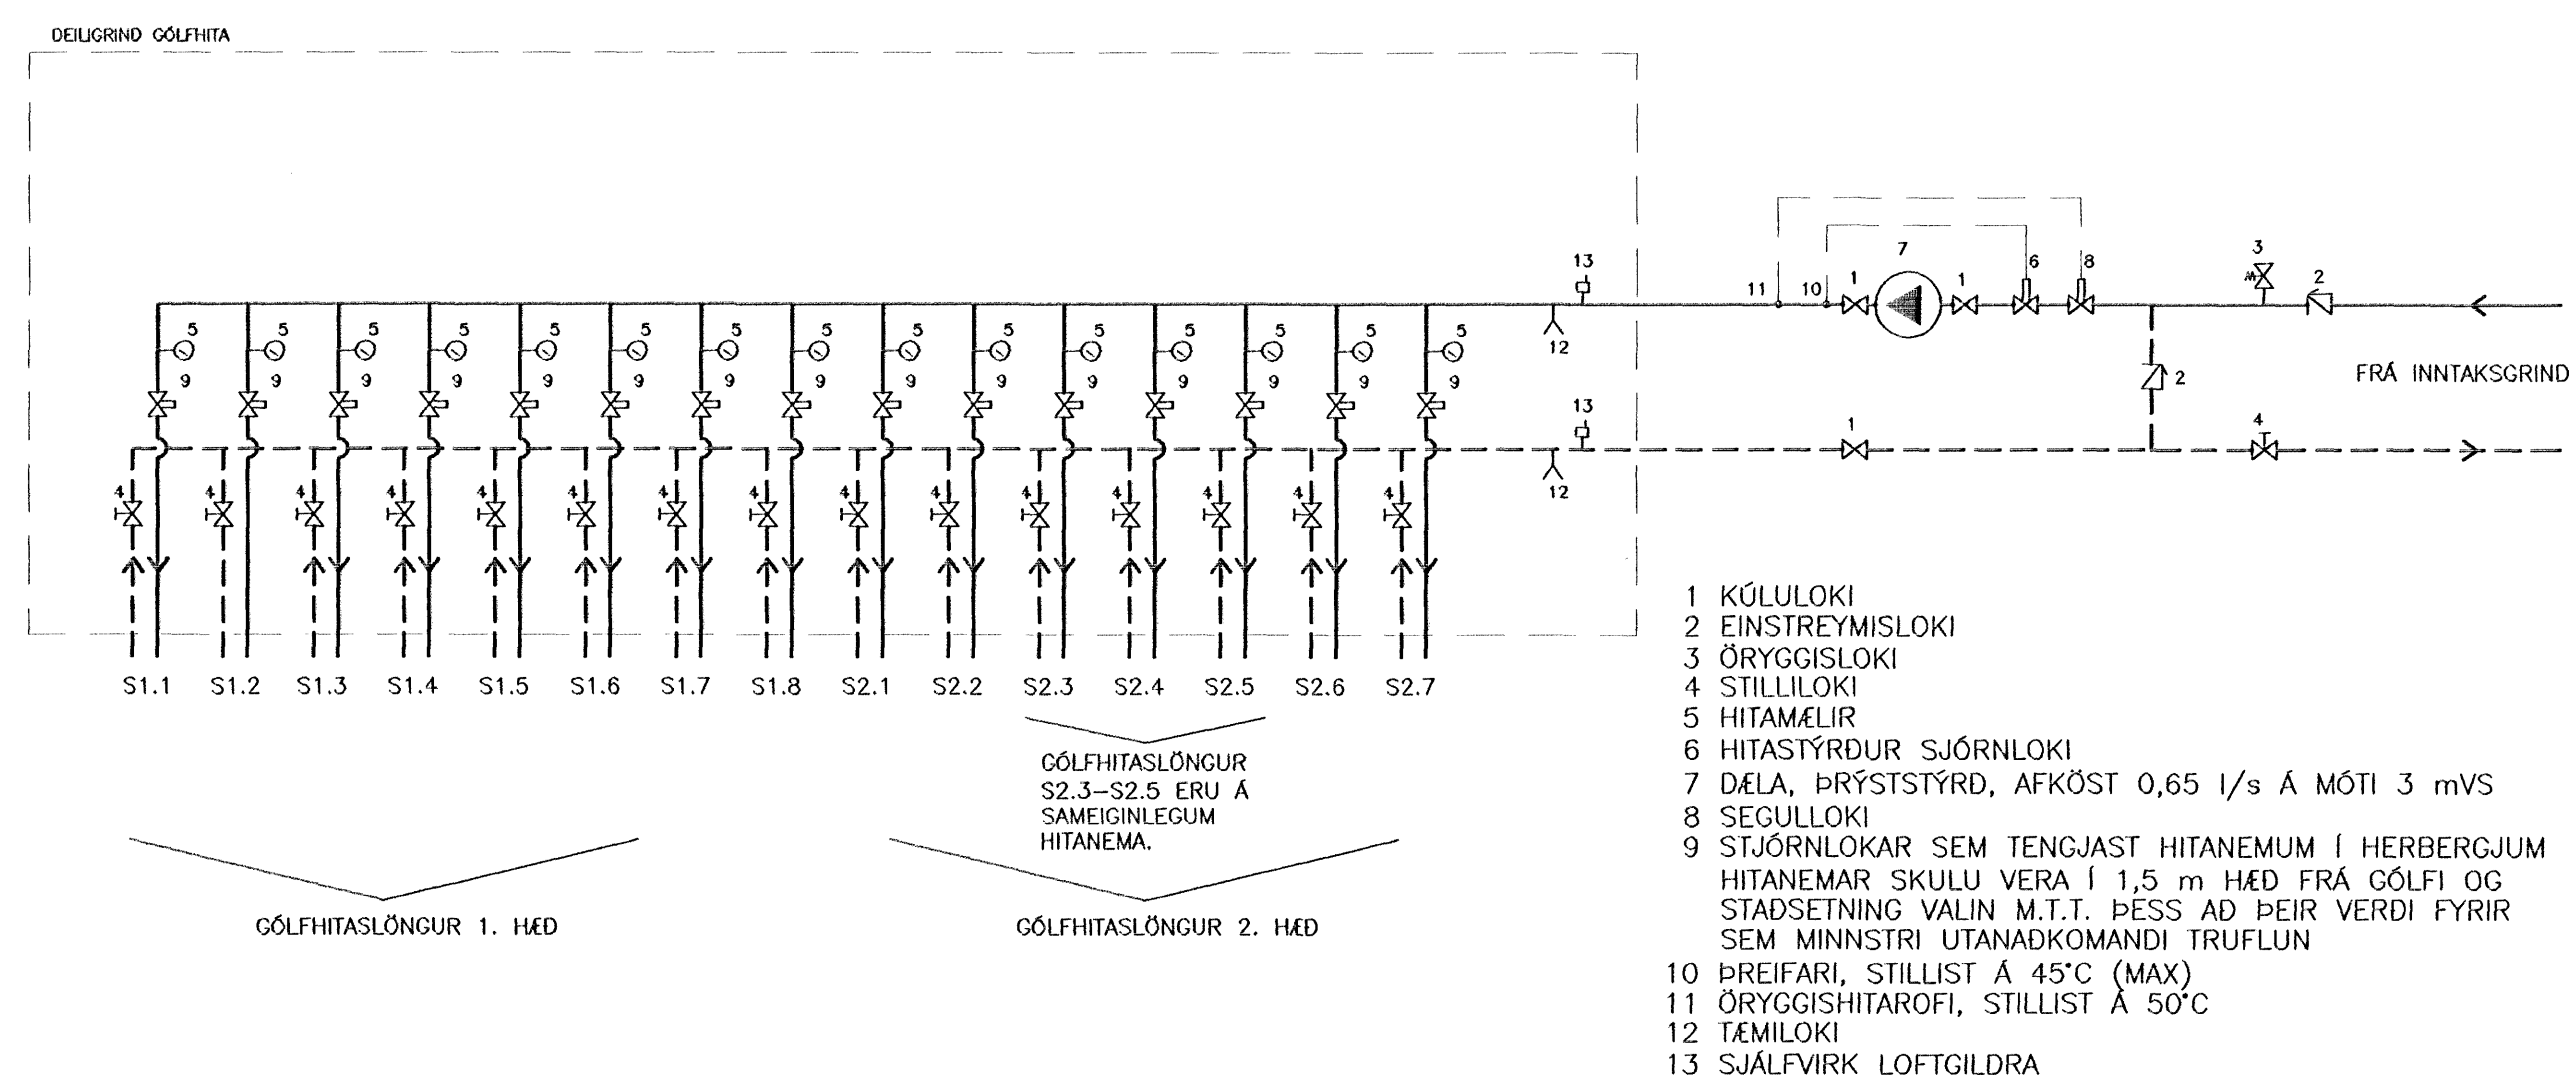 DEILIGRIND GÓLFHITA
13
11
10
1
7
1
6
8
3
2
5 5 5 5 5 5 5 5 5 5 5 5 5 5 5
12
9 9 9 9 9 9 9 9 9 9 9 9 9 9 9
2
FRÁ INNTAKSGRIND
13
1
4
4 4 4 4 4 4 4 4 4 4 4 4 4 4 4
12
S1.1 S1.2 S1.3 S1.4 S1.5 S1.6 S1.7 S1.8 S2.1 S2.2 S2.3 S2.4 S2.5 S2.6 S2.7
GÓLFHITASLÖNGUR
S2.3–S2.5 ERU Á
SAMEIGINLEGUM
HITANEMA.
GÓLFHITASLÖNGUR 1. HÆÐ
GÓLFHITASLÖNGUR 2. HÆÐ
1 KÚLULOKI
2 EINSTREYMISLOKI
3 ÖRYGGISLOKI
4 STILLILOKI
5 HITAMÆLIR
6 HITASTÝRÐUR SJÓRNLOKI
7 DÆLA, ÞRÝSTSTÝRÐ, AFKÖST 0,65 l/s Á MÓTI 3 mVS
8 SEGULLOKI
9 STJÓRNLOKAR SEM TENGJAST HITANEMUM Í HERBERGJUM
HITANEMAR SKULU VERA Í 1,5 m HÆÐ FRÁ GÓLFI OG
STAÐSETNING VALIN M.T.T. ÞESS AÐ ÞEIR VERÐI FYRIR
SEM MINNSTRI UTANAÐKOMANDI TRUFLUN
10 ÞREIFARI, STILLIST Á 45°C (MAX)
11 ÖRYGGISHITAROFI, STILLIST Á 50°C
12 TÆMILOKI
13 SJÁLFVIRK LOFTGILDRA